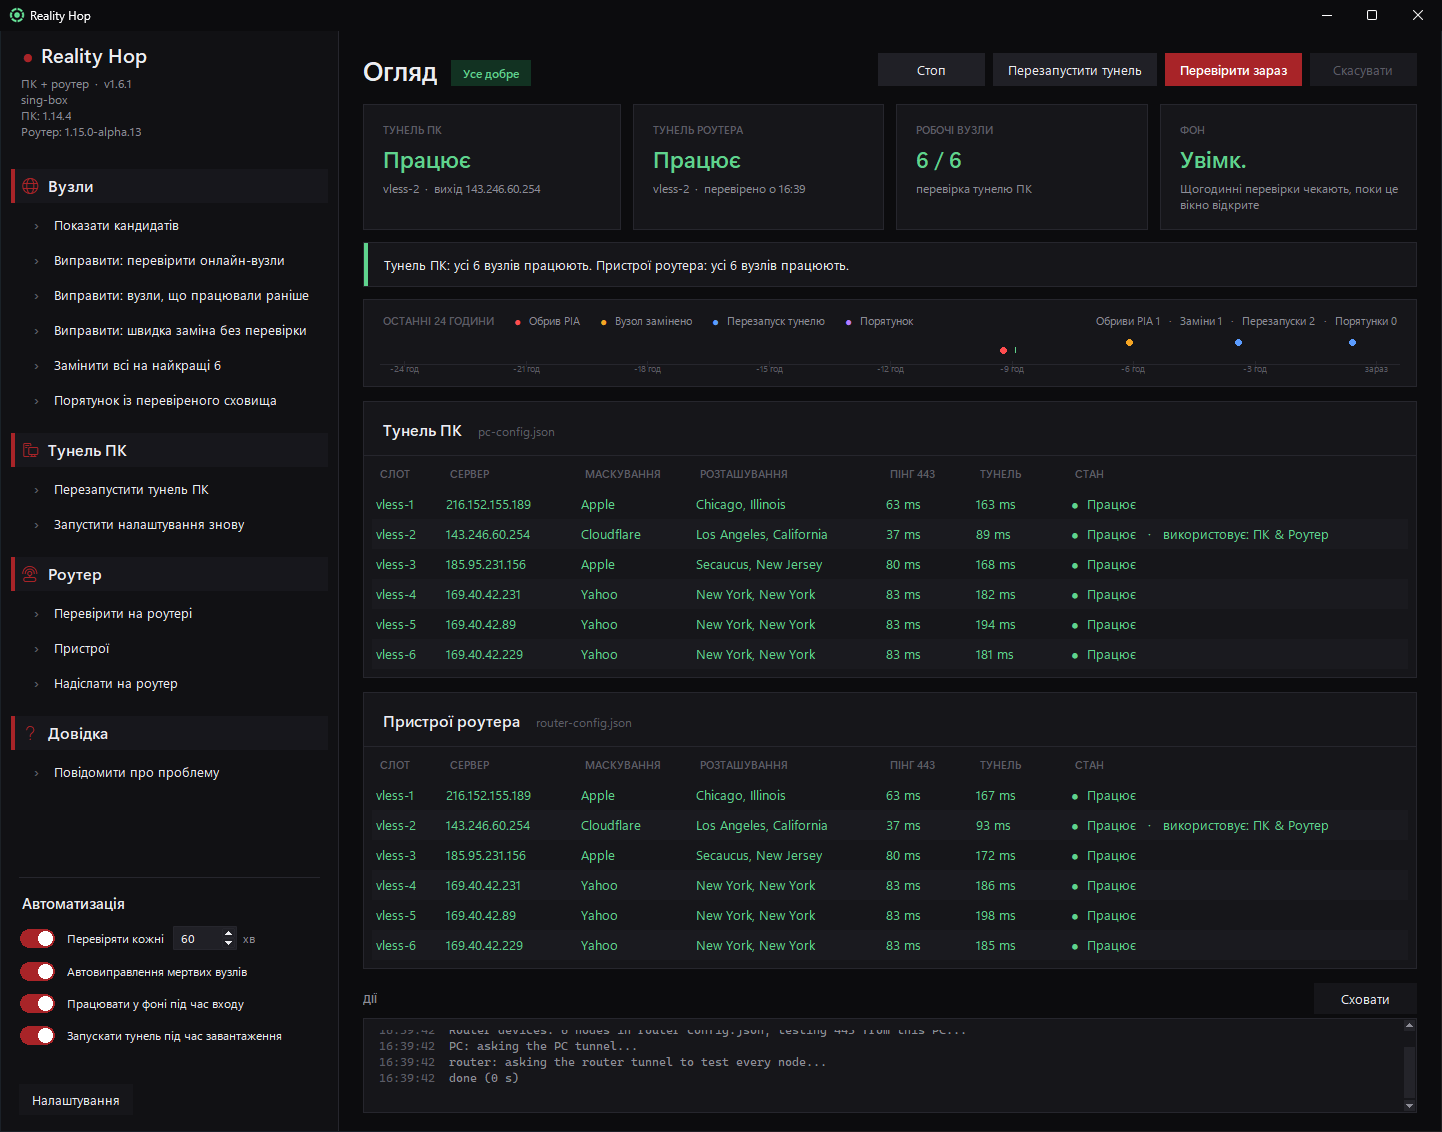 Reality Hop
Reality Hop
ПК + роутер · v1.6.1
sing-box
ПК: 1.14.4
Роутер: 1.15.0-alpha.13
Вузли
› Показати кандидатів
› Виправити: перевірити онлайн-вузли
› Виправити: вузли, що працювали раніше
› Виправити: швидка заміна без перевірки
› Замінити всі на найкращі 6
› Порятунок із перевіреного сховища
Тунель ПК
› Перезапустити тунель ПК
› Запустити налаштування знову
Роутер
› Перевірити на роутері
› Пристрої
› Надіслати на роутер
? Довідка
› Повідомити про проблему
Автоматизація
Перевіряти кожні 60 хв
Автовиправлення мертвих вузлів
Працювати у фоні під час входу
Запускати тунель під час завантаження
Налаштування
Огляд Усе добре Стоп Перезапустити тунель Перевірити зараз Скасувати
ТУНЕЛЬ ПК
Працює
vless-2 · вихід 143.246.60.254
ТУНЕЛЬ РОУТЕРА
Працює
vless-2 · перевірено о 16:39
РОБОЧІ ВУЗЛИ
6 / 6
перевірка тунелю ПК
ФОН
Увімк.
Щогодинні перевірки чекають, поки це
вікно відкрите
Тунель ПК: усі 6 вузлів працюють. Пристрої роутера: усі 6 вузлів працюють.
ОСТАННІ 24 ГОДИНИ Обрив PIA Вузол замінено Перезапуск тунелю Порятунок Обриви PIA 1 · Заміни 1 · Перезапуски 2 · Порятунки 0
-24 год -21 год -18 год -15 год -12 год -9 год -6 год -3 год зараз
Тунель ПК pc-config.json
СЛОТ СЕРВЕР МАСКУВАННЯ РОЗТАШУВАННЯ ПІНГ 443 ТУНЕЛЬ СТАН
vless-1 216.152.155.189 Apple Chicago, Illinois 63 ms 163 ms ● Працює
vless-2 143.246.60.254 Cloudflare Los Angeles, California 37 ms 89 ms ● Працює · використовує: ПК & Роутер
vless-3 185.95.231.156 Apple Secaucus, New Jersey 80 ms 168 ms ● Працює
vless-4 169.40.42.231 Yahoo New York, New York 83 ms 182 ms ● Працює
vless-5 169.40.42.89 Yahoo New York, New York 83 ms 194 ms ● Працює
vless-6 169.40.42.229 Yahoo New York, New York 83 ms 181 ms ● Працює
Пристрої роутера router-config.json
СЛОТ СЕРВЕР МАСКУВАННЯ РОЗТАШУВАННЯ ПІНГ 443 ТУНЕЛЬ СТАН
vless-1 216.152.155.189 Apple Chicago, Illinois 63 ms 167 ms ● Працює
vless-2 143.246.60.254 Cloudflare Los Angeles, California 37 ms 93 ms ● Працює · використовує: ПК & Роутер
vless-3 185.95.231.156 Apple Secaucus, New Jersey 80 ms 172 ms ● Працює
vless-4 169.40.42.231 Yahoo New York, New York 83 ms 186 ms ● Працює
vless-5 169.40.42.89 Yahoo New York, New York 83 ms 198 ms ● Працює
vless-6 169.40.42.229 Yahoo New York, New York 83 ms 185 ms ● Працює
ДІЇ Сховати
16:39:42 Router devices: 6 nodes in router-config.json, testing 443 from this PC...
16:39:42 PC: asking the PC tunnel...
16:39:42 router: asking the router tunnel to test every node...
16:39:42 done (0 s)